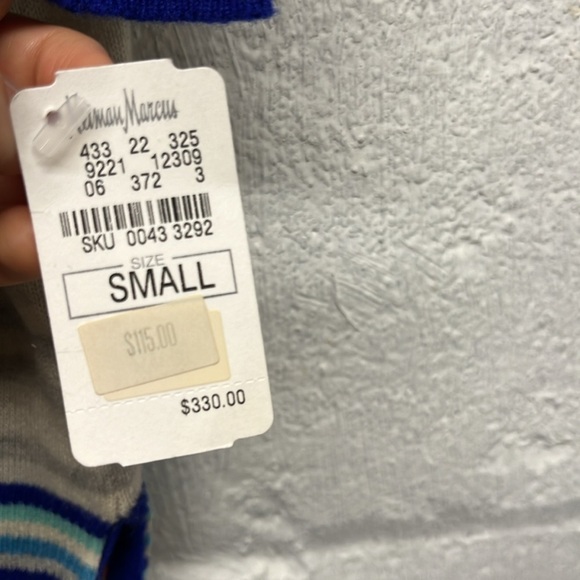 Neiman Marcus
433 22 325
9221 12309
06 372 3
SKU 0043 3292
SIZE
SMALL
$115.00
$330.00